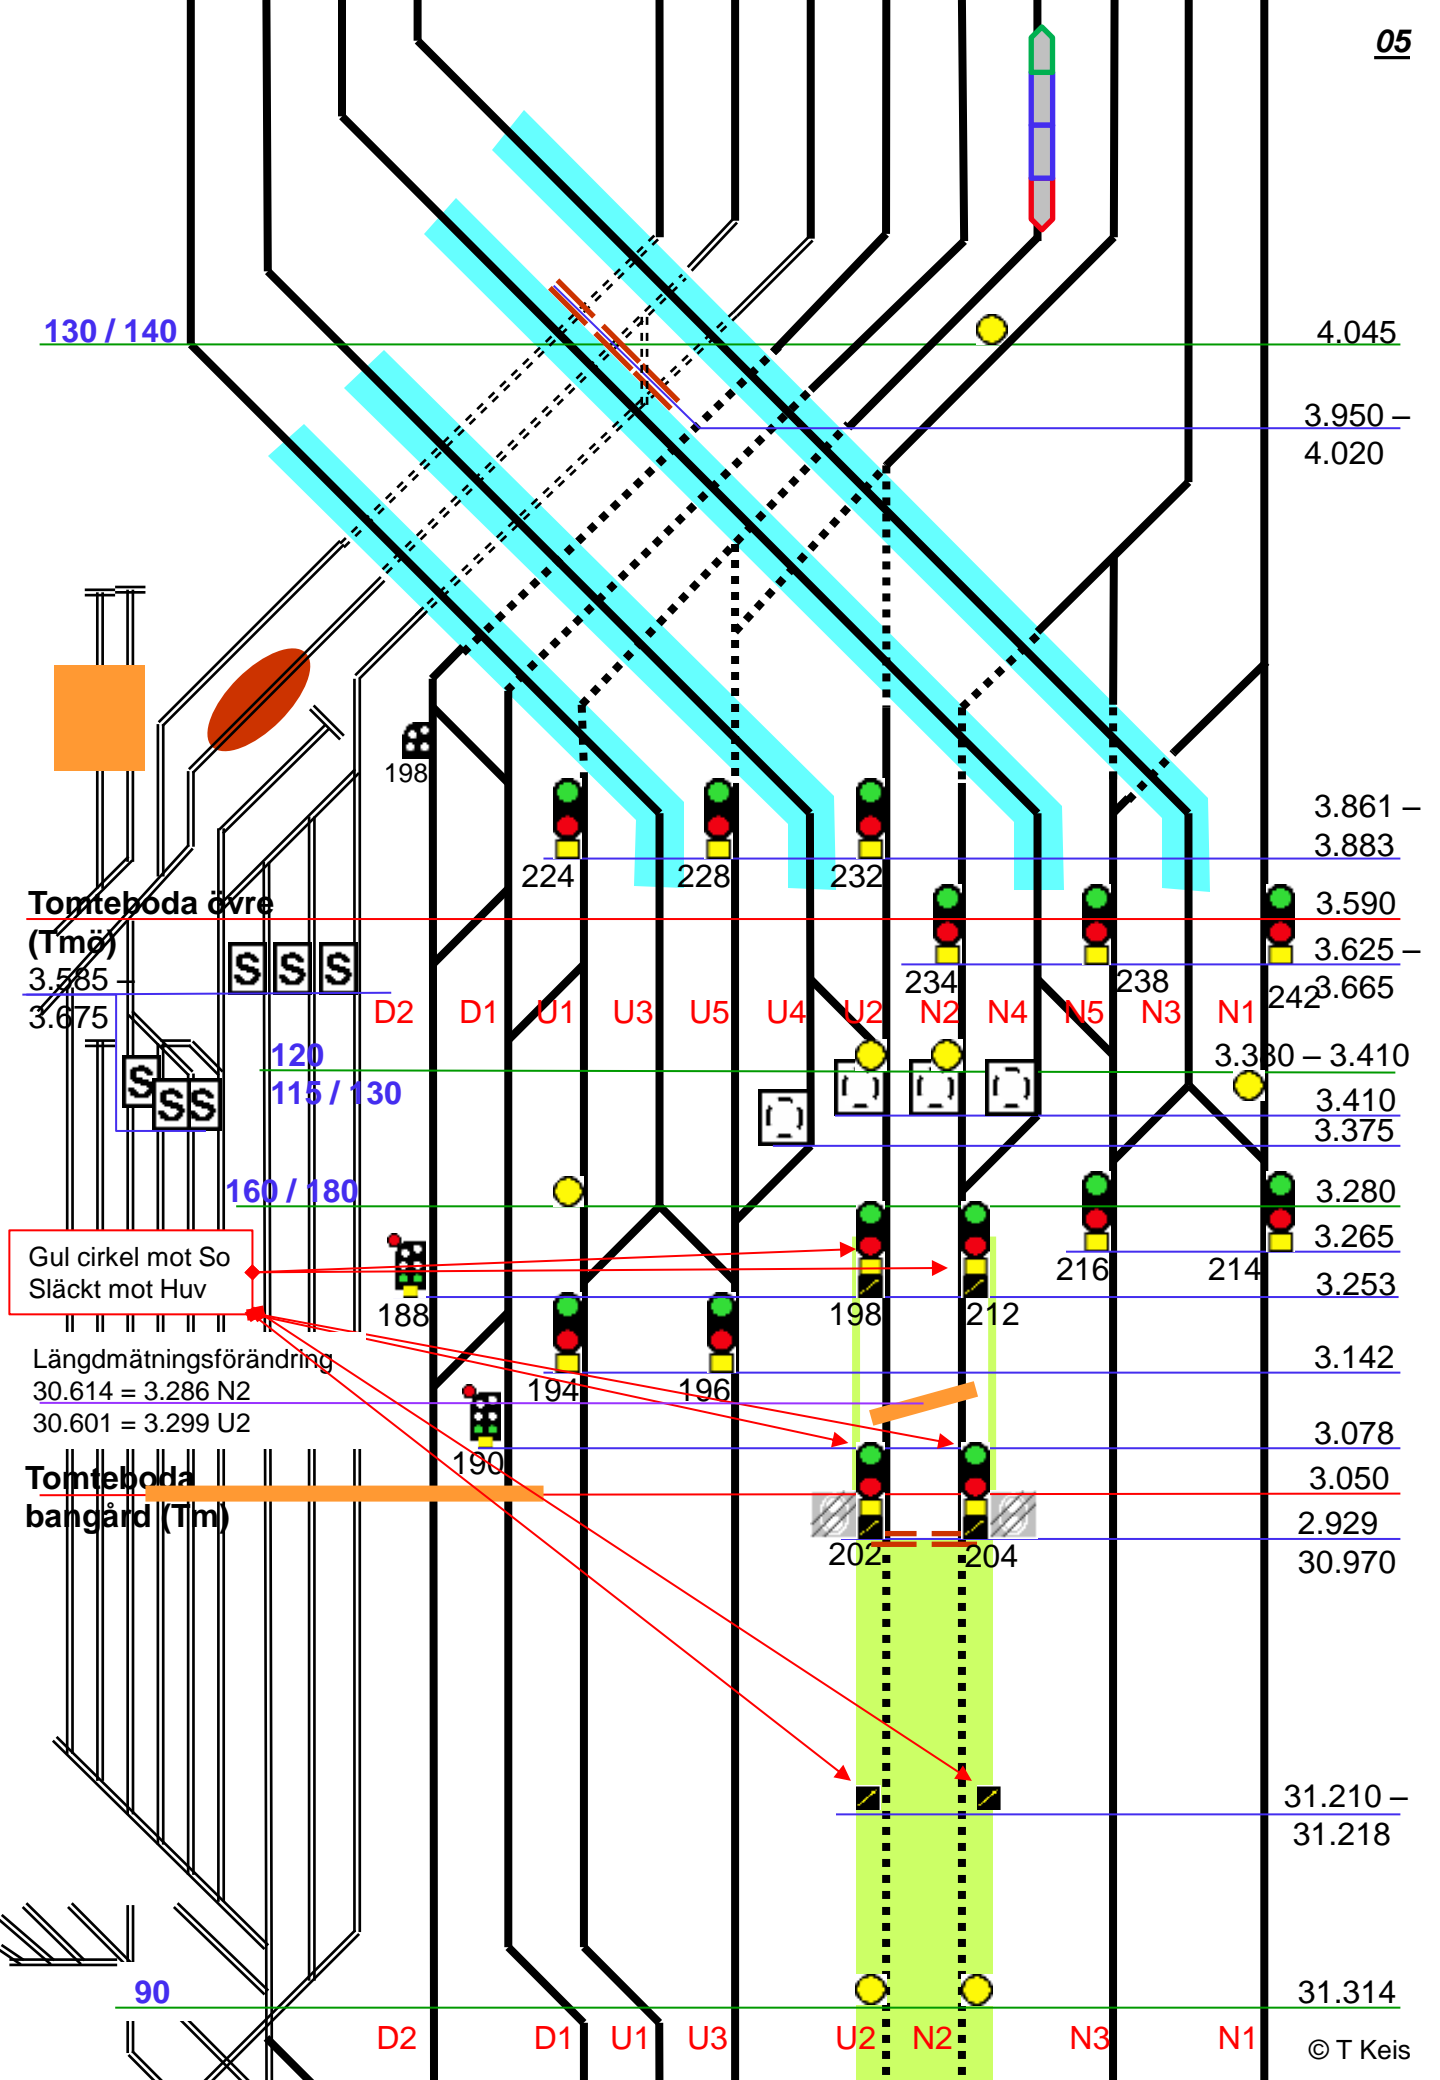 05
130 / 140
4.045
3.950 –
4.020
198
3.861 –
3.883
224
228
232
Tomteboda övre
(Tmö)
3.590
3.585 –
3.675
S S S
234
238
242
3.625 –
3.665
D2 D1 U1 U3 U5 U4 U2 N2 N4 N5 N3 N1
120
3.380 – 3.410
S
S S
115 / 130
3.410
3.375
160 / 180
3.280
3.265
Gul cirkel mot So
Släckt mot Huv
216
214
3.253
188
198
212
Längdmätningsförändring
30.614 = 3.286 N2
30.601 = 3.299 U2
3.142
194
196
3.078
190
Tomteboda
bangård (Tm)
3.050
2.929
30.970
202
204
31.210 –
31.218
90
31.314
D2 D1 U1 U3 U2 N2 N3 N1
© T Keis